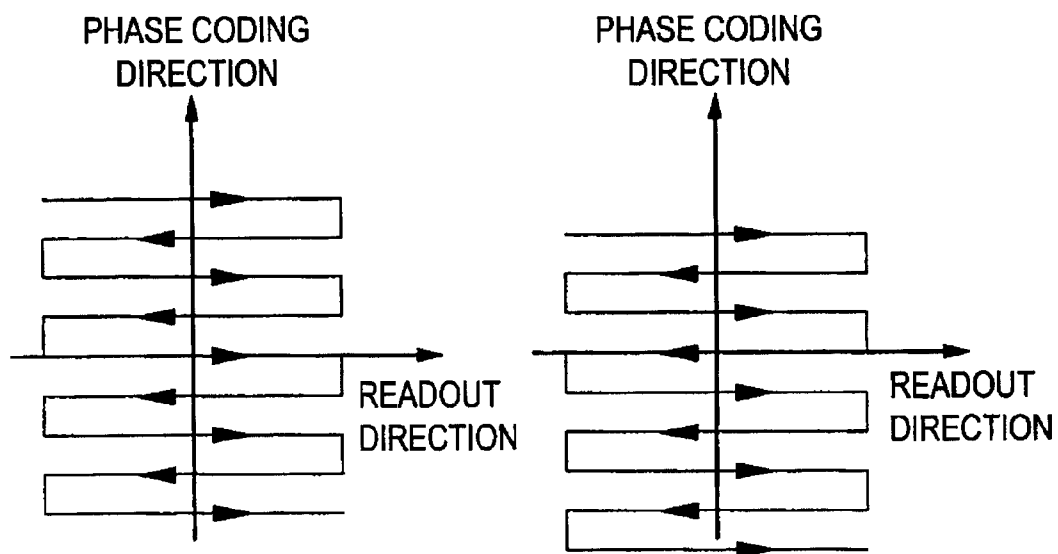 PHASE CODING
DIRECTION
PHASE CODING
DIRECTION
READOUT
DIRECTION
READOUT
DIRECTION